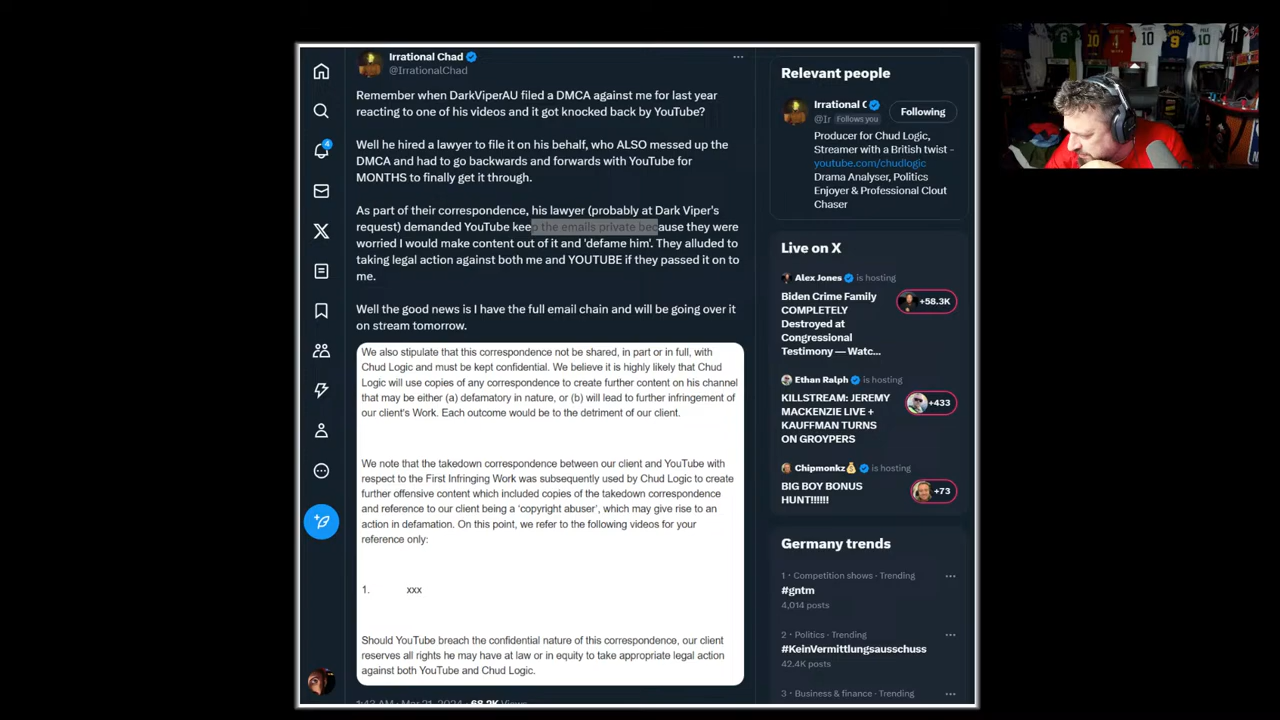 Irrational Chad
@IrrationalChad
Remember when DarkViperAU filed a DMCA against me for last year
reacting to one of his videos and it got knocked back by YouTube?
Well he hired a lawyer to file it on his behalf, who ALSO messed up the
DMCA and had to go backwards and forwards with YouTube for
MONTHS to finally get it through.
As part of their correspondence, his lawyer (probably at Dark Viper's
request) demanded YouTube keep the emails private because they were
worried I would make content out of it and 'defame him'. They alluded to
taking legal action against both me and YOUTUBE if they passed it on to
me.
Well the good news is I have the full email chain and will be going over it
on stream tomorrow.
We also stipulate that this correspondence not be shared, in part or in full, with
Chud Logic and must be kept confidential. We believe it is highly likely that Chud
Logic will use copies of any correspondence to create further content on his channel
that may be either (a) defamatory in nature, or (b) will lead to further infringement of
our client's Work. Each outcome would be to the detriment of our client.
We note that the takedown correspondence between our client and YouTube with
respect to the First Infringing Work was subsequently used by Chud Logic to create
further offensive content which included copies of the takedown correspondence
and reference to our client being a 'copyright abuser', which may give rise to an
action in defamation. On this point, we refer to the following videos for your
reference only:
1. xxx
Should YouTube breach the confidential nature of this correspondence, our client
reserves all rights he may have at law or in equity to take appropriate legal action
against both YouTube and Chud Logic.
1:43 AM · Mar 21, 2024 · 68.2K Views
4
Relevant people
Irrational C
@Ir Follows you
Following
Producer for Chud Logic,
Streamer with a British twist -
youtube.com/chudlogic
Drama Analyser, Politics
Enjoyer & Professional Clout
Chaser
Live on X
Alex Jones is hosting
Biden Crime Family
COMPLETELY
Destroyed at
Congressional
Testimony — Watc...
+58.3K
Ethan Ralph is hosting
KILLSTREAM: JEREMY
MACKENZIE LIVE +
KAUFFMAN TURNS
ON GROYPERS
+433
Chipmonkz💰 is hosting
BIG BOY BONUS
HUNT!!!!!!
+73
Germany trends
1 · Competition shows · Trending
#gntm
4,014 posts
2 · Politics · Trending
#KeinVermittlungsausschuss
42.4K posts
3 · Business & finance · Trending